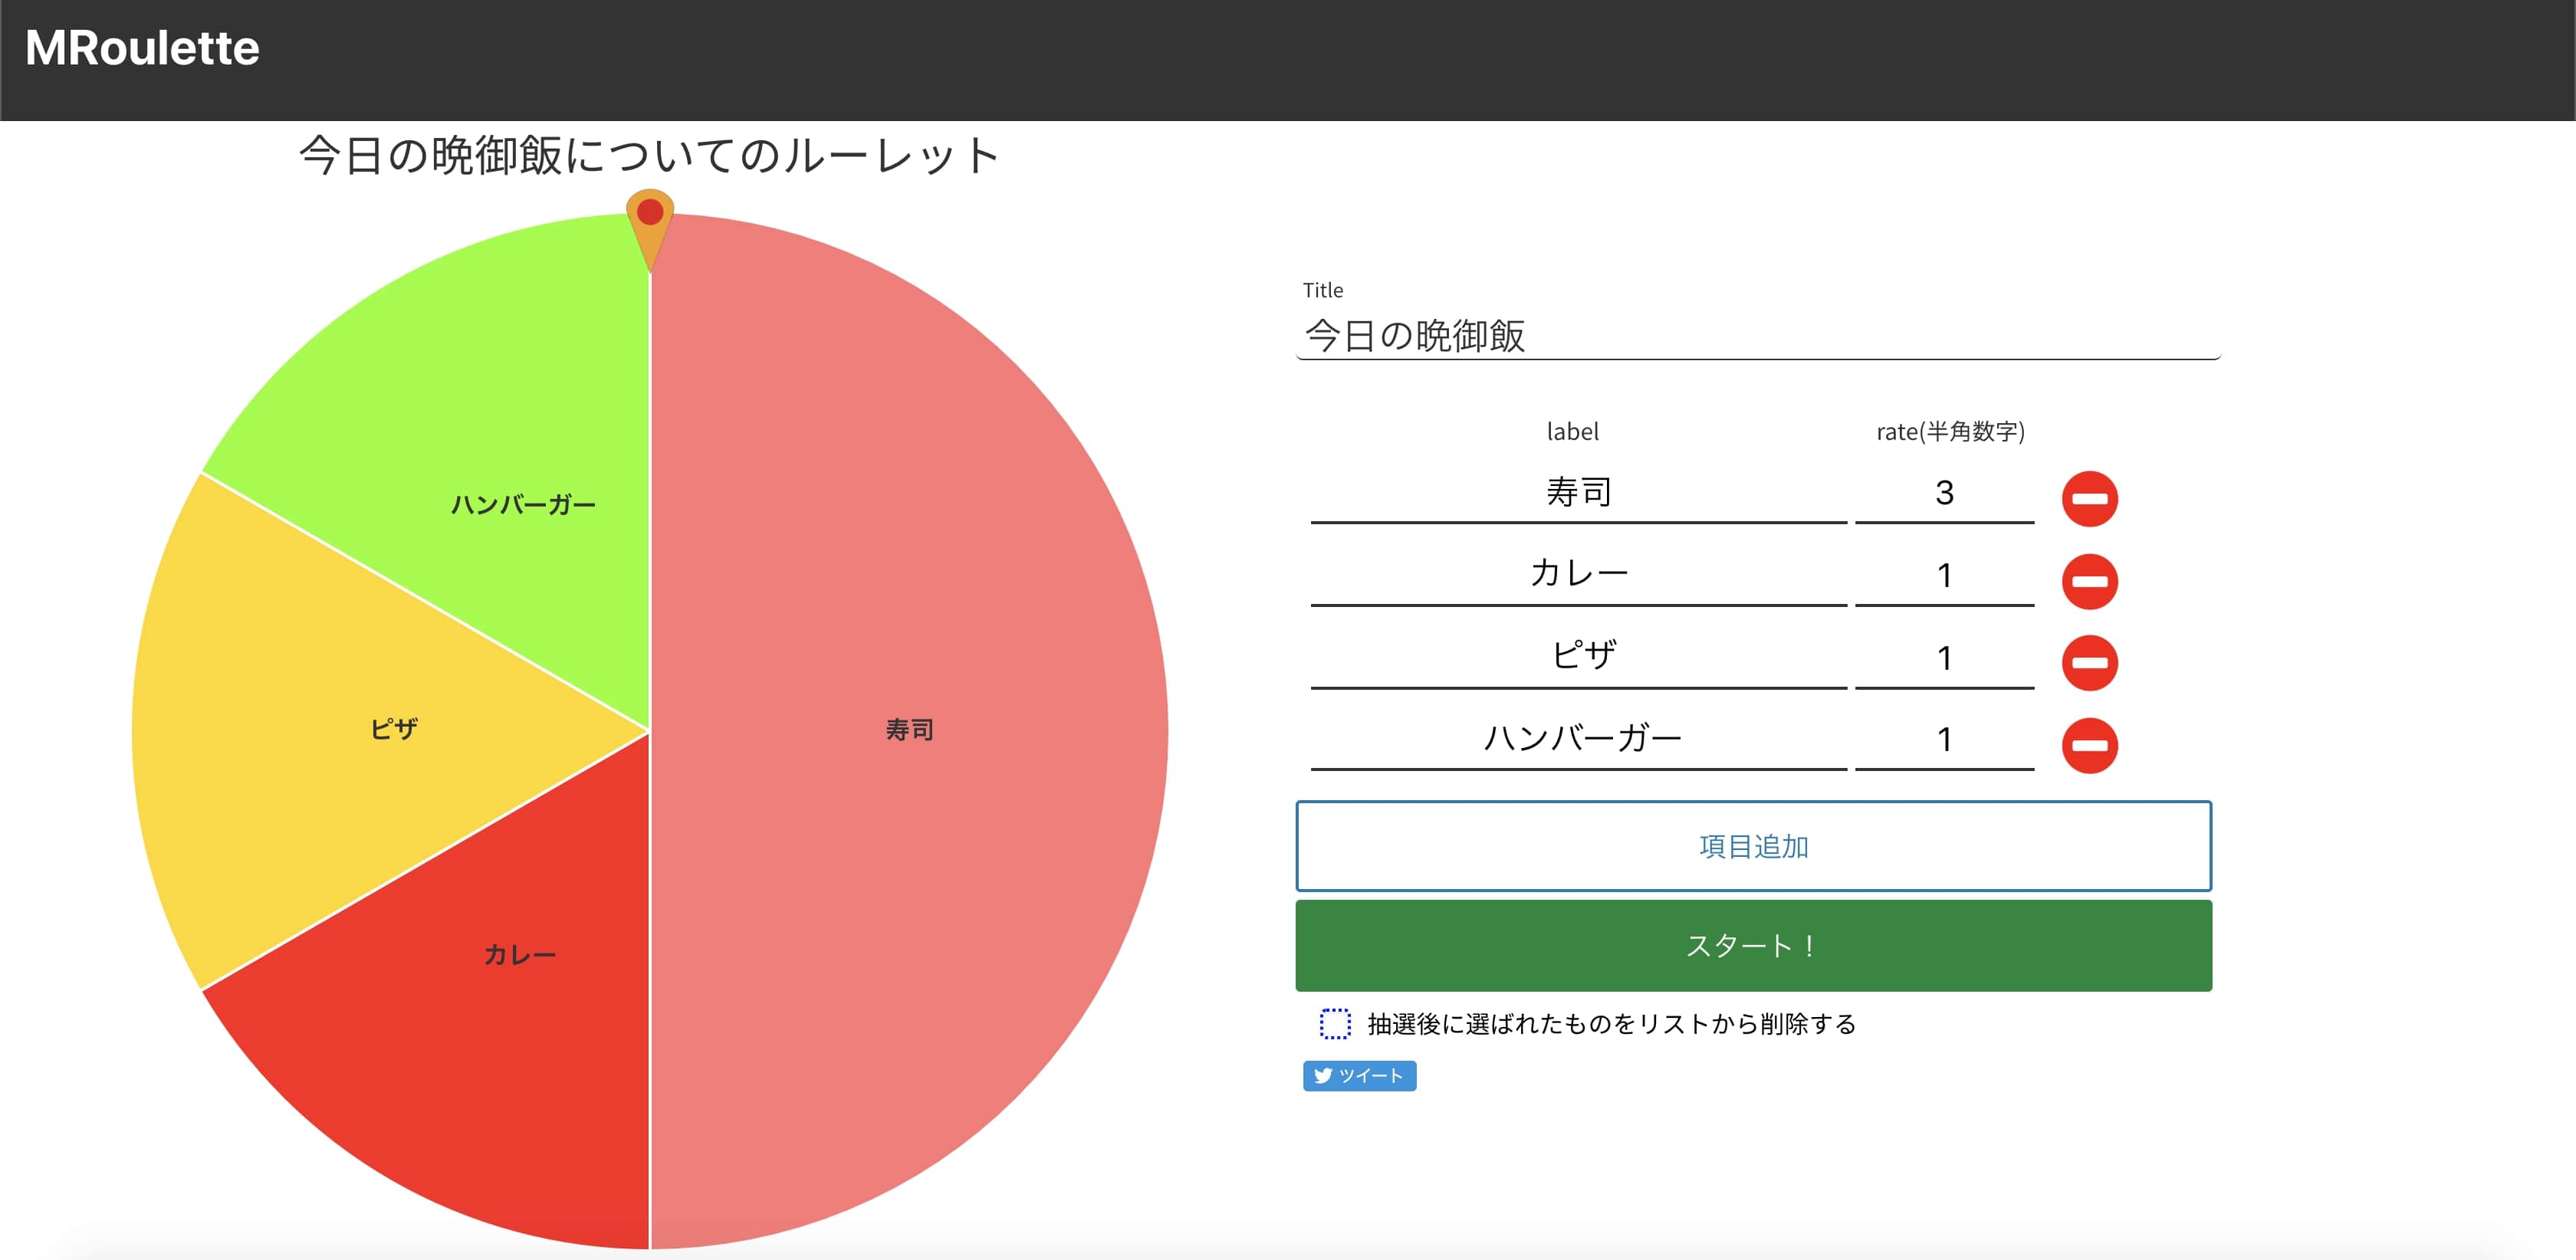 MRoulette
今日の晩御飯についてのルーレット
ハンバーガー
ピザ
寿司
カレー
Title
今日の晩御飯
label rate(半角数字)
寿司 3
カレー 1
ピザ 1
ハンバーガー 1
項目追加
スタート！
抽選後に選ばれたものをリストから削除する
ツイート